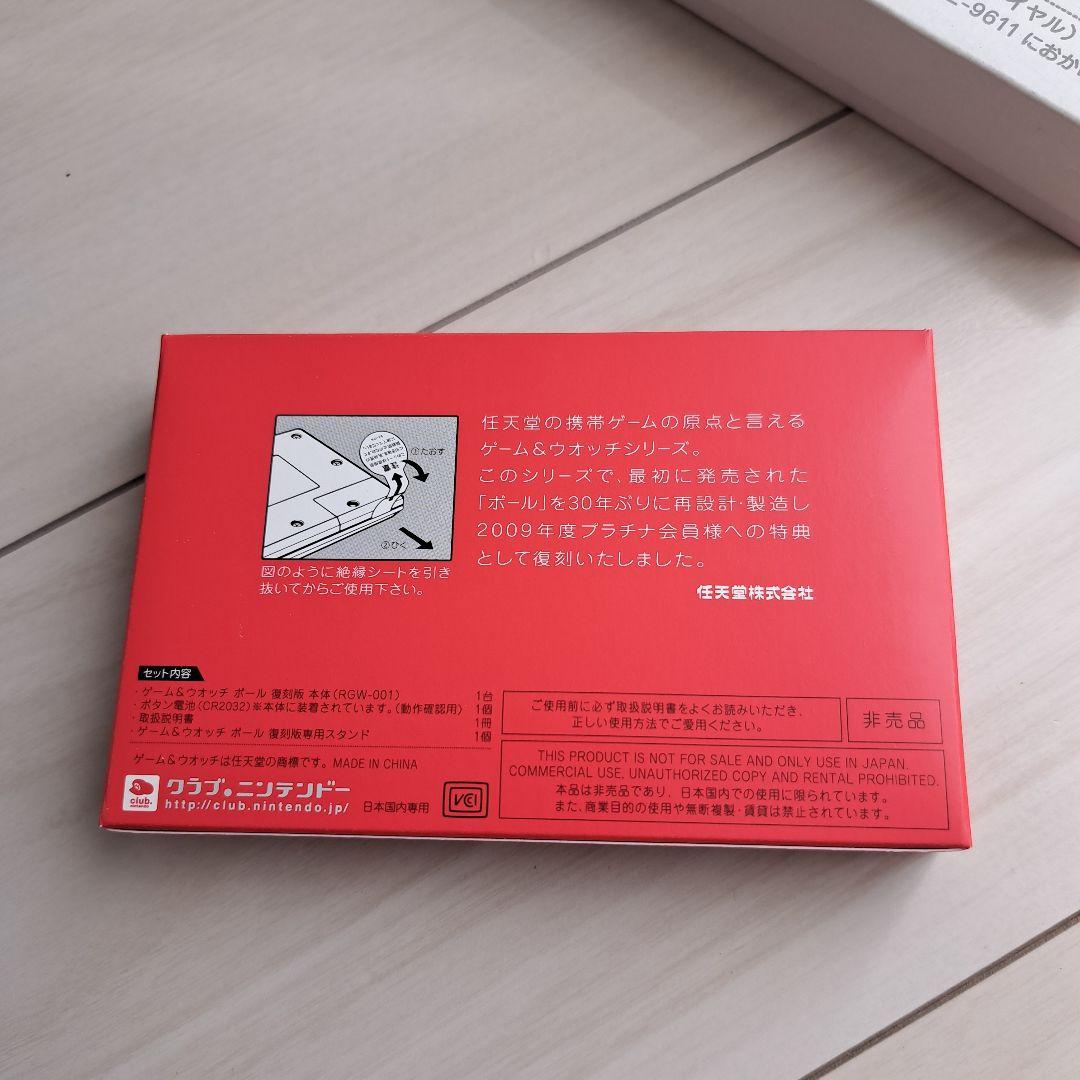 イヤル）
-9611 におか
任天堂の携帯ゲームの原点と言える
ゲーム＆ウオッチシリーズ。
このシリーズで、最初に発売された
「ボール」を30年ぶりに再設計・製造し
2009年度プラチナ会員様への特典
として復刻いたしました。
任天堂株式会社
注意
①たおす
②ひく
図のように絶縁シートを引き
抜いてからご使用下さい。
セット内容
・ゲーム＆ウオッチ ボール 復刻版 本体（RGW-001） 1台
・ボタン電池（CR2032）※本体に装着されています。（動作確認用） 1個
・取扱説明書 1冊
・ゲーム＆ウオッチ ボール 復刻版専用スタンド 1個
ゲーム＆ウオッチは任天堂の商標です。 MADE IN CHINA
club.
nintendo
クラブ。ニンテンドー
http://club.nintendo.jp/
日本国内専用
VCI
ご使用前に必ず取扱説明書をよくお読みいただき、
正しい使用方法でご愛用ください。
非売品
THIS PRODUCT IS NOT FOR SALE AND ONLY USE IN JAPAN.
COMMERCIAL USE, UNAUTHORIZED COPY AND RENTAL PROHIBITED.
本品は非売品であり、日本国内での使用に限られています。
また、商業目的の使用や無断複製・賃貸は禁止されています。